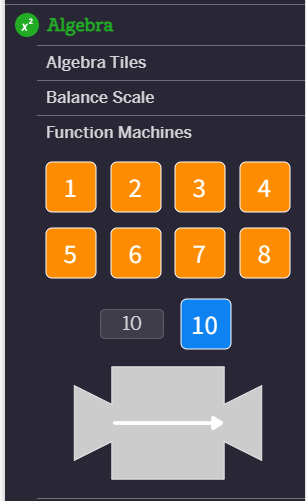 x² Algebra
Algebra Tiles
Balance Scale
Function Machines
1 2 3 4
5 6 7 8
10 10